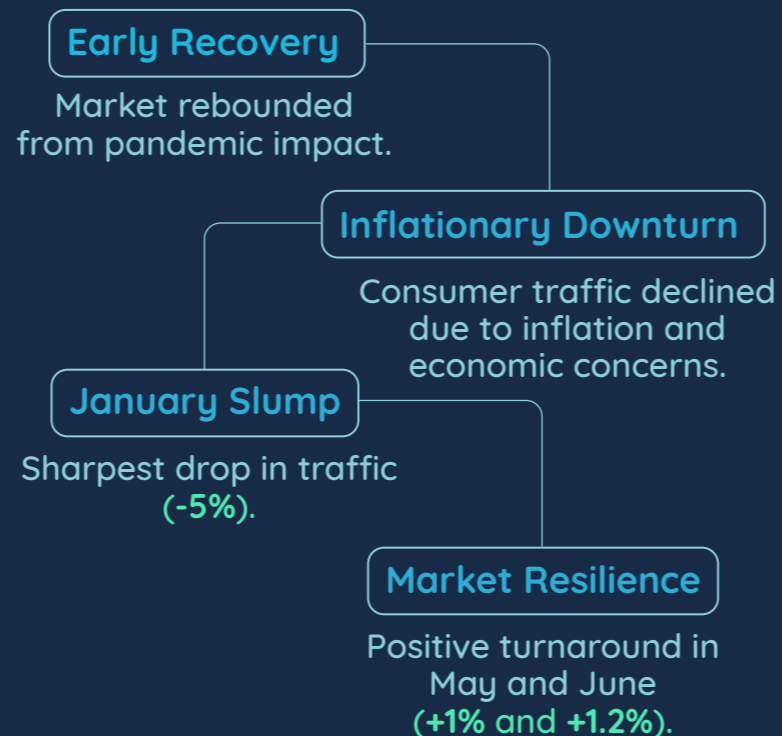 Early Recovery
Market rebounded
from pandemic impact.
Inflationary Downturn
Consumer traffic declined
due to inflation and
economic concerns.
January Slump
Sharpest drop in traffic
(-5%).
Market Resilience
Positive turnaround in
May and June
(+1% and +1.2%).